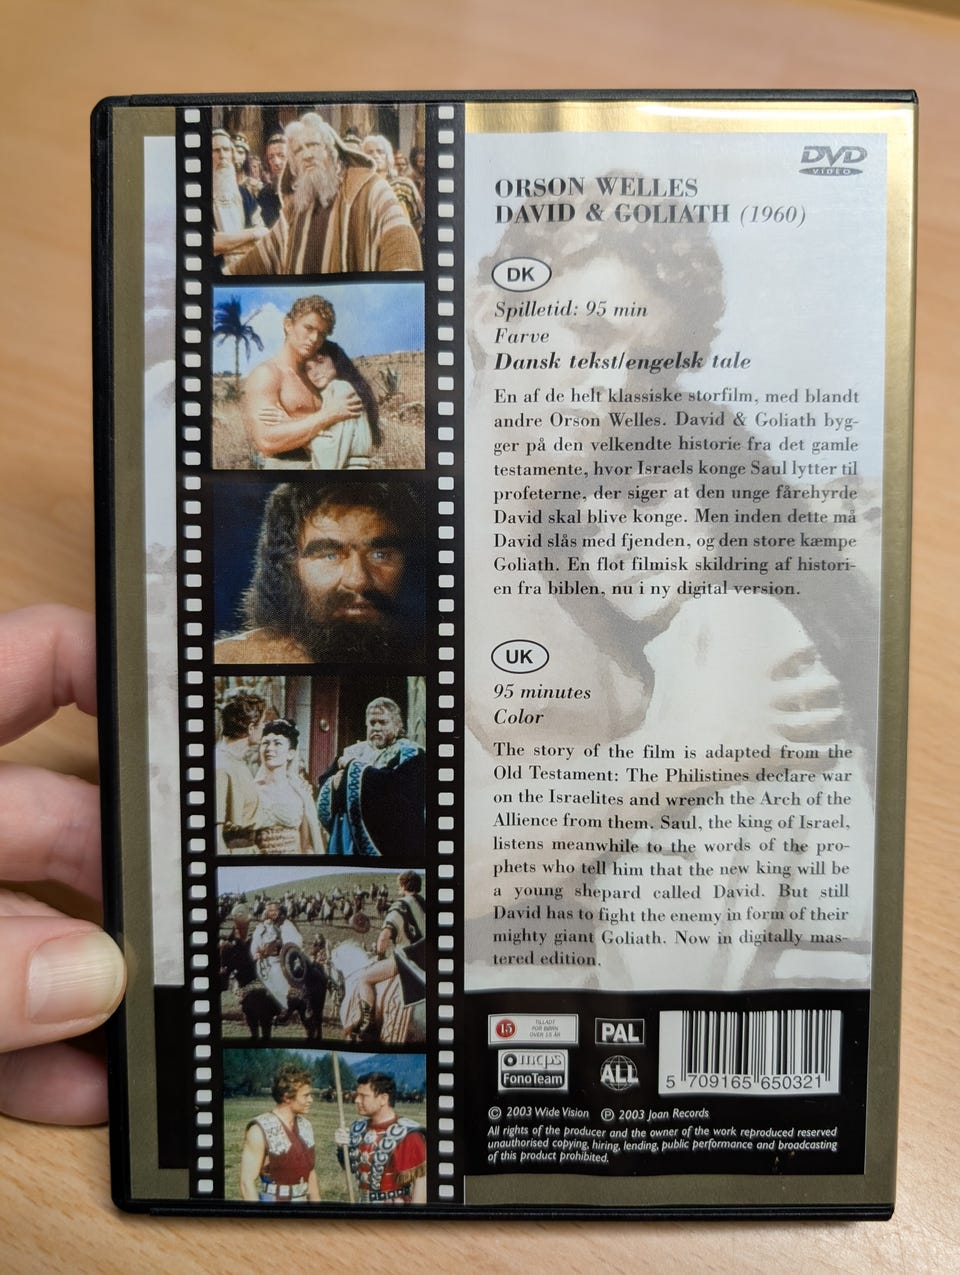 DVD
VIDEO
ORSON WELLES
DAVID & GOLIATH (1960)
DK
Spilletid: 95 min
Farve
Dansk tekst/engelsk tale
En af de helt klassiske storfilm, med blandt
andre Orson Welles. David & Goliath byg-
ger på den velkendte historie fra det gamle
testamente, hvor Israels konge Saul lytter til
profeterne, der siger at den unge fårehyrde
David skal blive konge. Men inden dette må
David slås med fjenden, og den store kæmpe
Goliath. En flot filmisk skildring af histori-
en fra biblen, nu i ny digital version.
UK
95 minutes
Color
The story of the film is adapted from the
Old Testament: The Philistines declare war
on the Israelites and wrench the Arch of the
Allience from them. Saul, the king of Israel,
listens meanwhile to the words of the pro-
phets who tell him that the new king will be
a young shepard called David. But still
David has to fight the enemy in form of their
mighty giant Goliath. Now in digitally mas-
tered edition.
15
TILLADT
FOR BØRN
OVER 15 ÅR
PAL
mcps
FonoTeam
ALL
5 709165 650321
© 2003 Wide Vision ℗ 2003 Joan Records
All rights of the producer and the owner of the work reproduced reserved
unauthorised copying, hiring, lending, public performance and broadcasting
of this product prohibited.